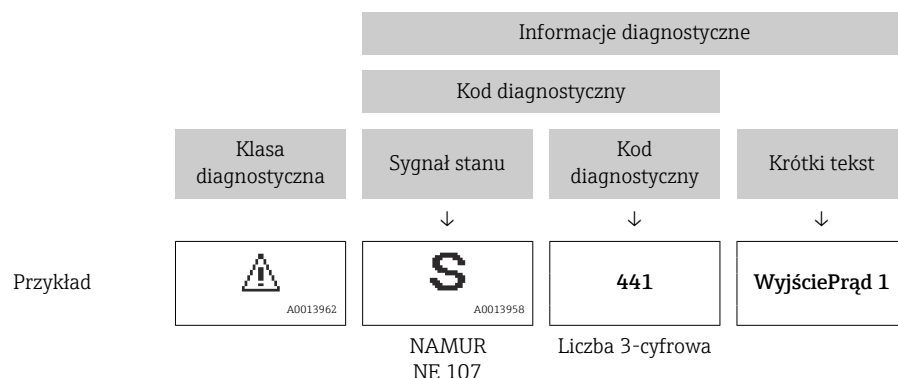 Informacje diagnostyczne
Kod diagnostyczny
Klasa
diagnostyczna
Sygnał stanu
Kod
diagnostyczny
Krótki tekst
↓ ↓ ↓
Przykład
A0013962
S
A0013958
441
WyjściePrąd 1
NAMUR
NE 107
Liczba 3-cyfrowa